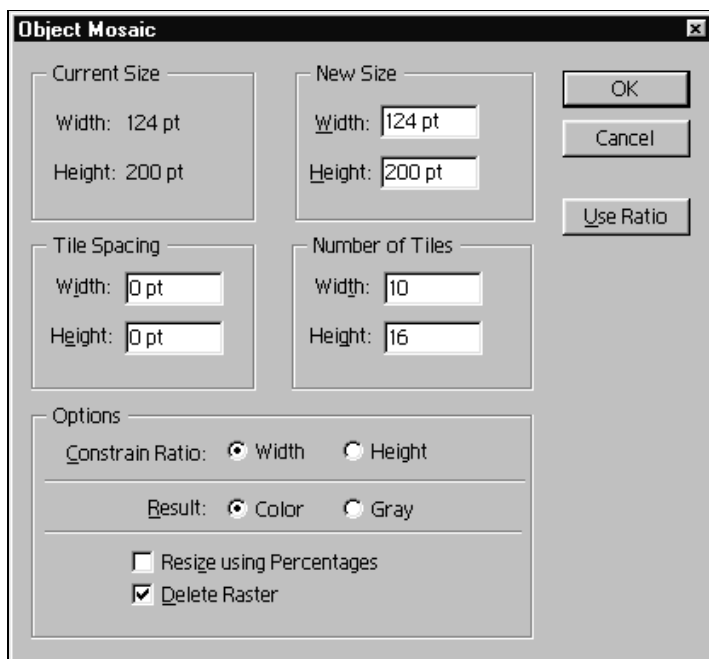 Object Mosaic
Current Size
Width: 124 pt
Height: 200 pt
New Size
Width: 124 pt
Height: 200 pt
OK
Cancel
Use Ratio
Tile Spacing
Width: 0 pt
Height: 0 pt
Number of Tiles
Width: 10
Height: 16
Options
Constrain Ratio: Width Height
Result: Color Gray
Resize using Percentages
Delete Raster